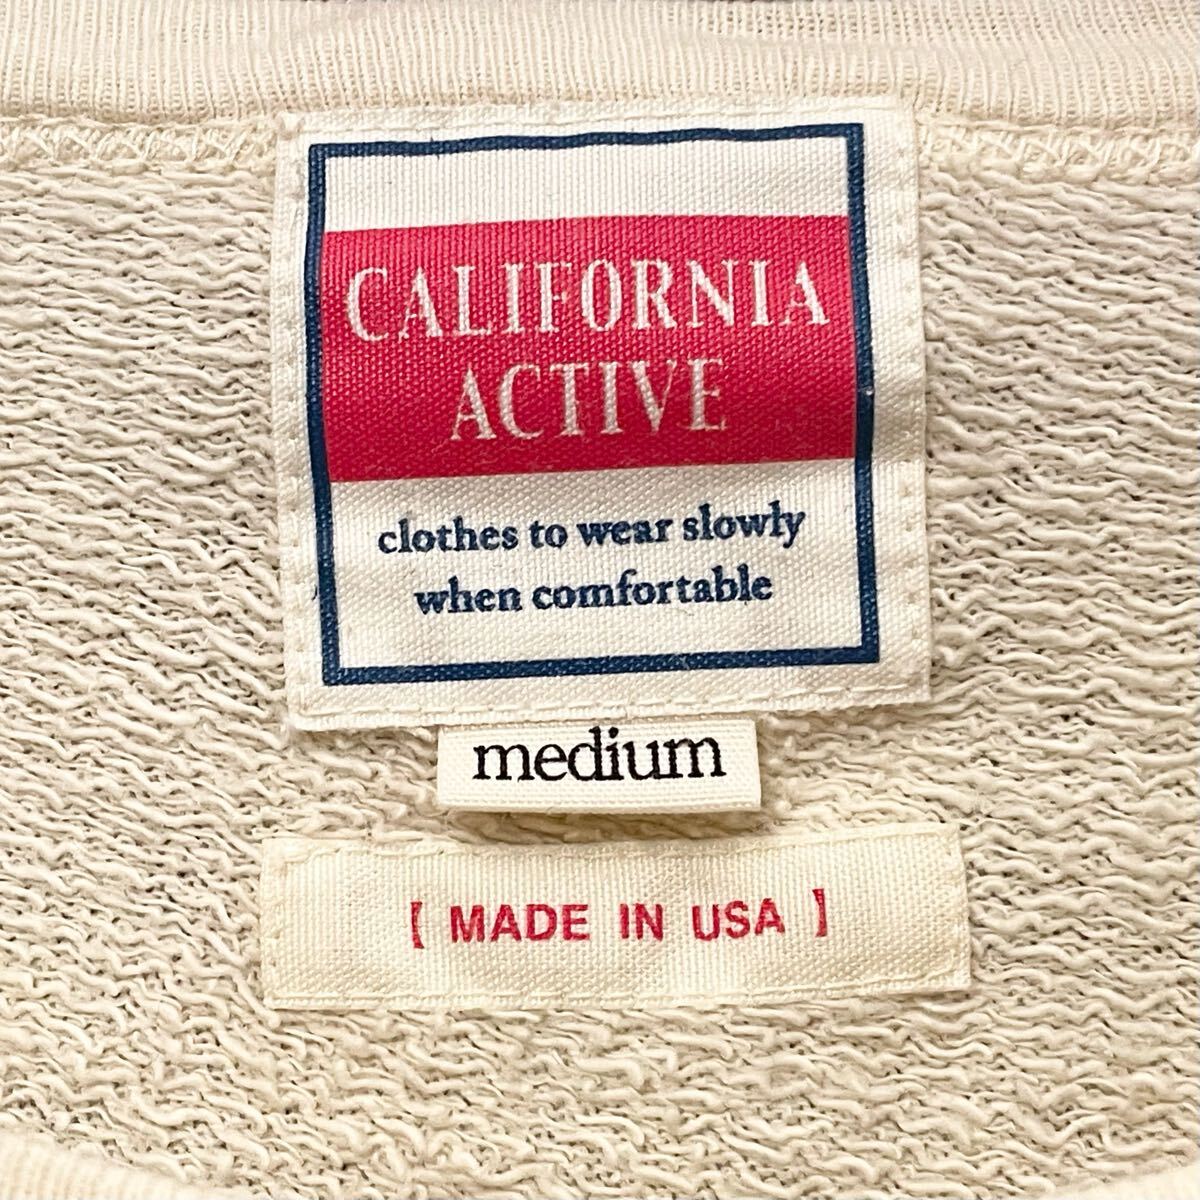 CALIFORNIA
ACTIVE
clothes to wear slowly
when comfortable
medium
[ MADE IN USA ]